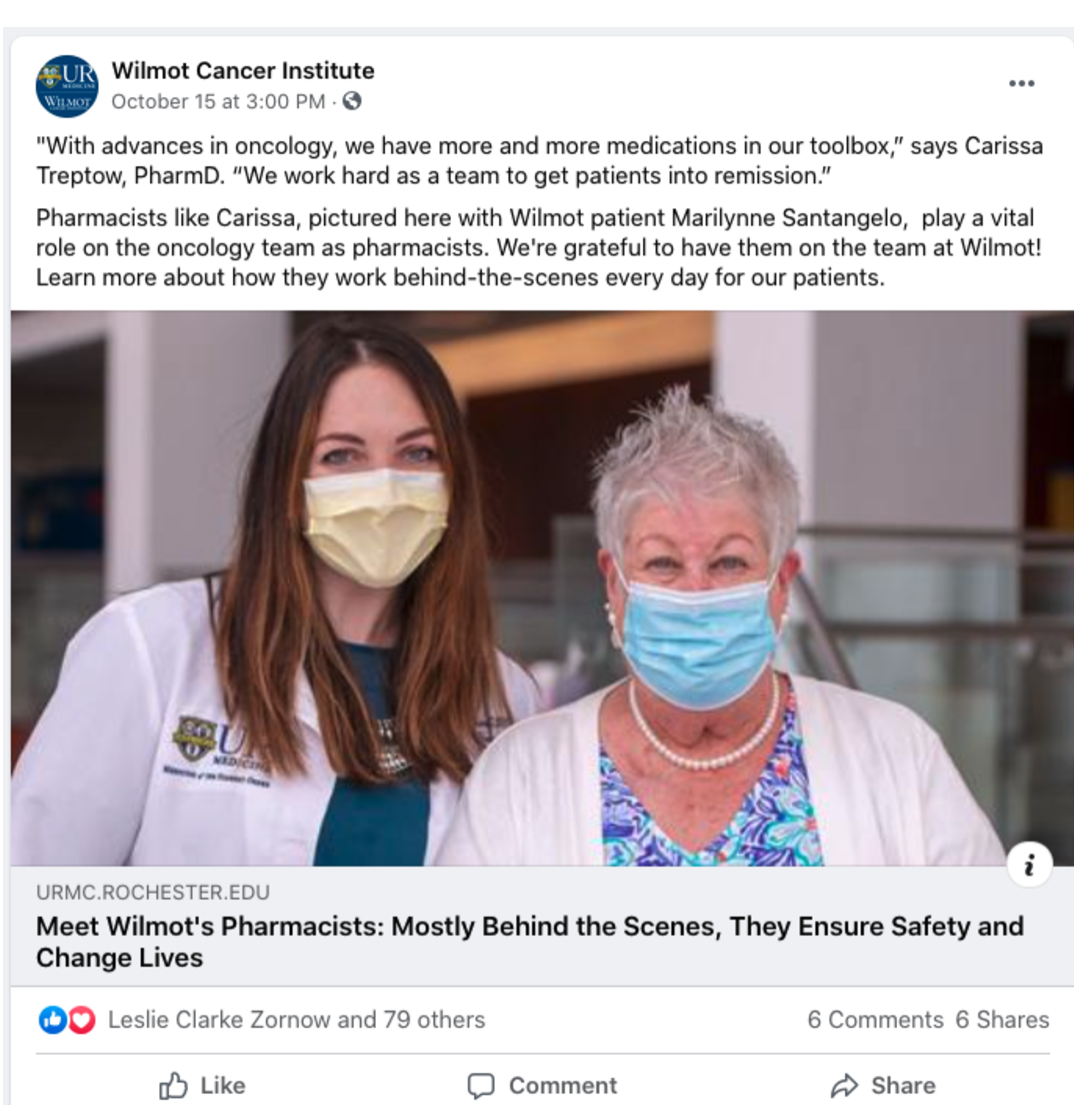 UR
MEDICINE
WILMOT
Wilmot Cancer Institute
October 15 at 3:00 PM ·
"With advances in oncology, we have more and more medications in our toolbox,” says Carissa
Treptow, PharmD. “We work hard as a team to get patients into remission.”
Pharmacists like Carissa, pictured here with Wilmot patient Marilynne Santangelo,  play a vital
role on the oncology team as pharmacists. We're grateful to have them on the team at Wilmot!
Learn more about how they work behind-the-scenes every day for our patients.
UR
MEDICINE
i
URMC.ROCHESTER.EDU
Meet Wilmot's Pharmacists: Mostly Behind the Scenes, They Ensure Safety and
Change Lives
Leslie Clarke Zornow and 79 others
6 Comments 6 Shares
Like
Comment
Share